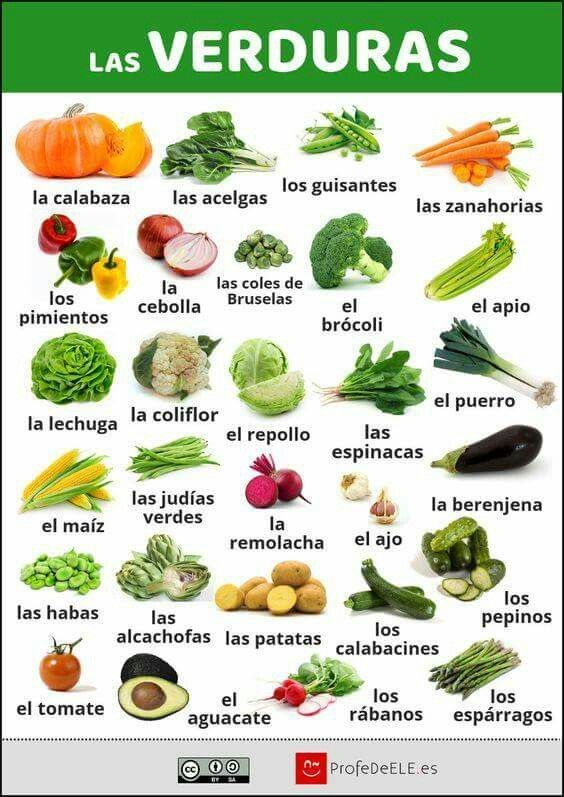 LAS VERDURAS
la calabaza
las acelgas
los guisantes
las zanahorias
los
pimientos
la
cebolla
las coles de
Bruselas
el
brócoli
el apio
la lechuga
la coliflor
el repollo
las
espinacas
el puerro
el maíz
las judías
verdes
la
remolacha
el ajo
la berenjena
las habas
las
alcachofas
las patatas
los
calabacines
los
pepinos
el tomate
el
aguacate
los
rábanos
los
espárragos
cc BY SA
ProfeDeELE.es